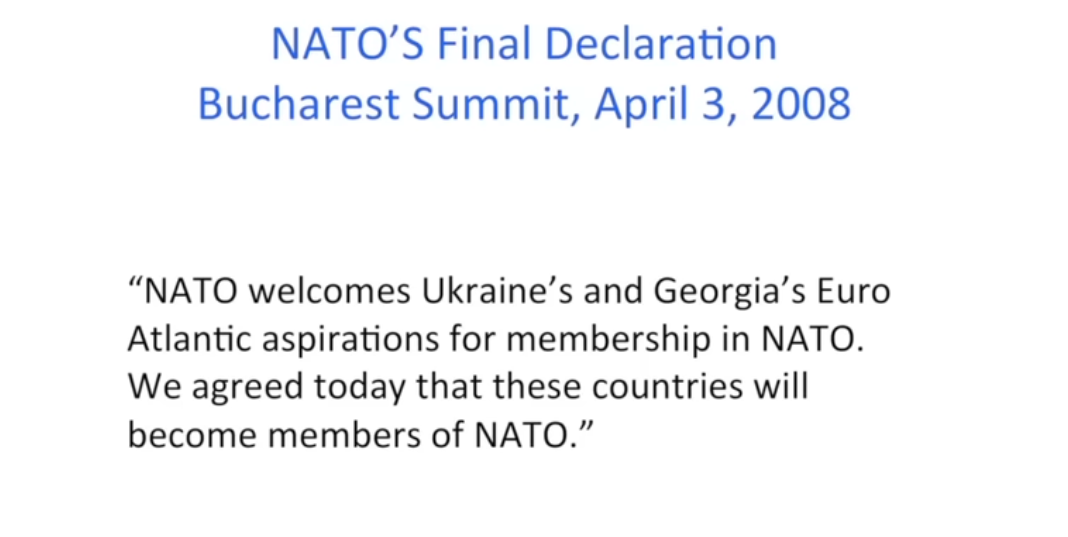 NATO’S Final Declaration
Bucharest Summit, April 3, 2008
“NATO welcomes Ukraine’s and Georgia’s Euro
Atlantic aspirations for membership in NATO.
We agreed today that these countries will
become members of NATO.”